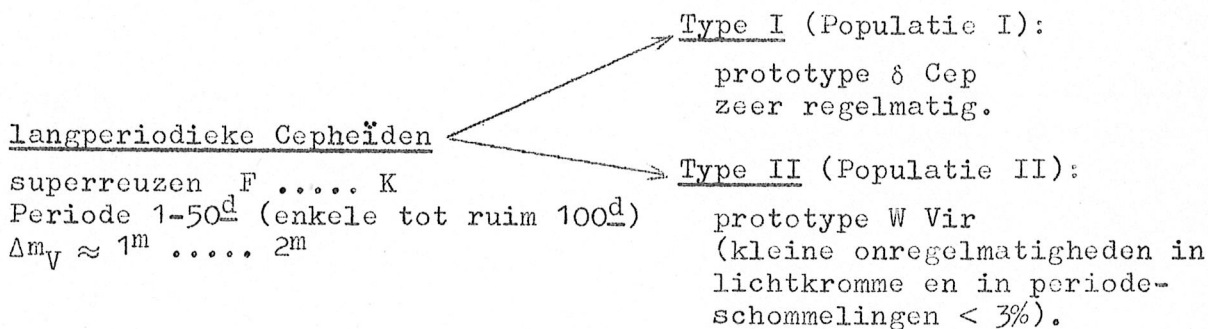 langperiodieke Cepheïden
superreuzen F ..... K
Periode 1-50d (enkele tot ruim 100d)
Δmv ≈ 1m ..... 2m
Type I (Populatie I):
prototype δ Cep
zeer regelmatig.
Type II (Populatie II):
prototype W Vir
(kleine onregelmatigheden in
lichtkromme en in periode-
schommelingen < 3%).